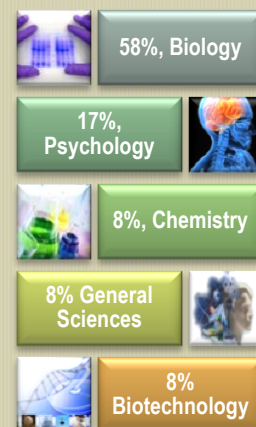 58%, Biology
17%,
Psychology
8%, Chemistry
8% General
Sciences
8%
Biotechnology